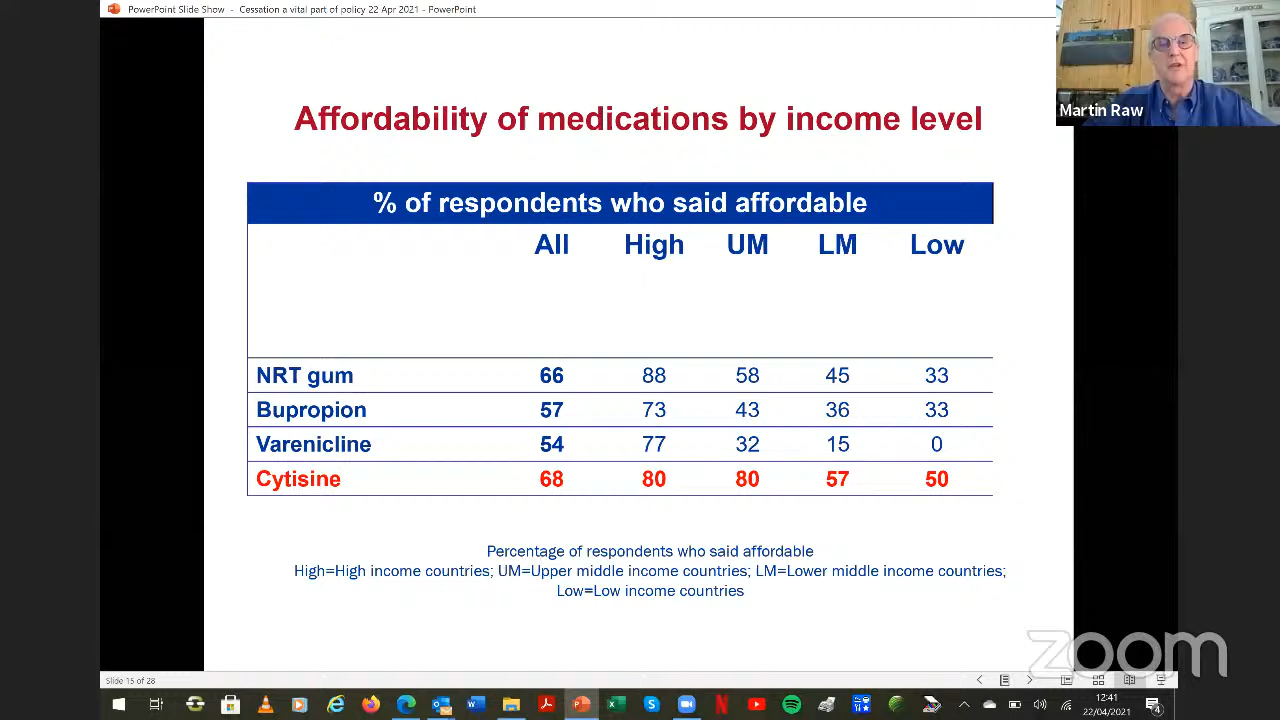 PowerPoint Slide Show - Cessation a vital part of policy 22 Apr 2021 - PowerPoint
Martin Raw
Affordability of medications by income level
% of respondents who said affordable
All High UM LM Low
NRT gum 66 88 58 45 33
Bupropion 57 73 43 36 33
Varenicline 54 77 32 15 0
Cytisine 68 80 80 57 50
Percentage of respondents who said affordable
High=High income countries; UM=Upper middle income countries; LM=Lower middle income countries;
Low=Low income countries
zoom
Slide 15 of 28
12:41
22/04/2021
4